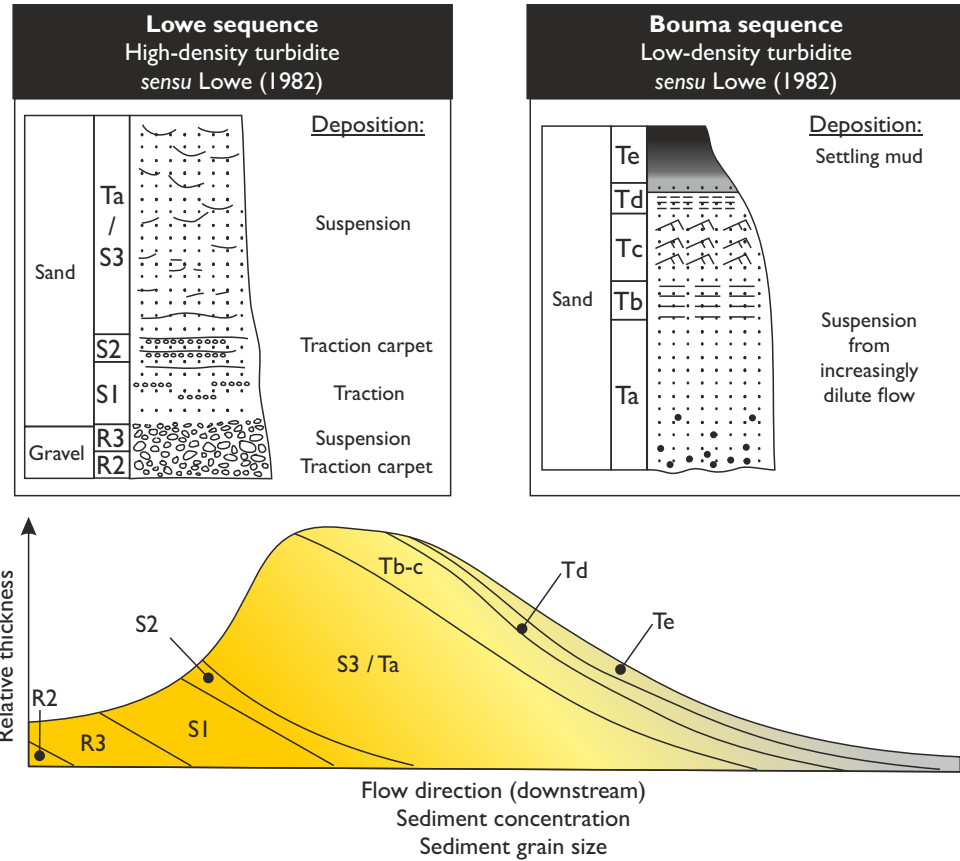 Lowe sequence
High-density turbidite
sensu Lowe (1982)
Deposition:
Ta
/
S3
Suspension
Sand
S2
Traction carpet
S1
Traction
R3
Suspension
Gravel
R2
Traction carpet
Bouma sequence
Low-density turbidite
sensu Lowe (1982)
Deposition:
Te
Settling mud
Td
Tc
Sand
Tb
Suspension
from
increasingly
dilute flow
Ta
Relative thickness
Tb-c
Td
S2
Te
S3 / Ta
R2
S1
R3
Flow direction (downstream)
Sediment concentration
Sediment grain size